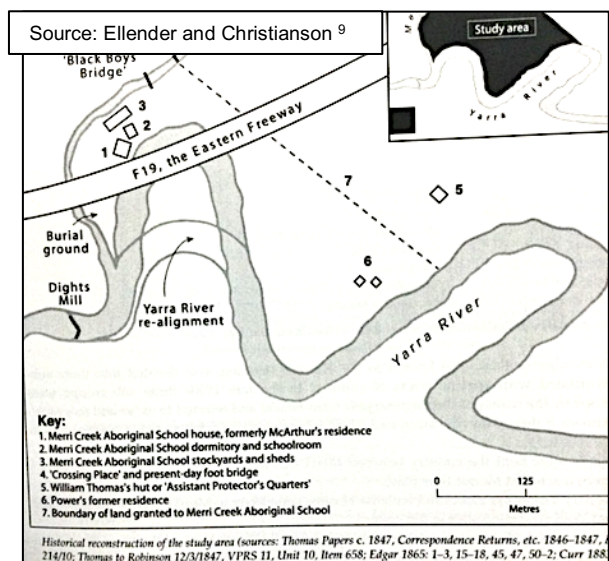 Source: Ellender and Christianson 9
'Black Boys
Bridge'
Study area
Yarra River
3
2
1
F19, the Eastern Freeway
7
5
Burial
ground
6
Dights
Mill
Yarra River
re-alignment
Yarra River
Key:
1. Merri Creek Aboriginal School house, formerly McArthur's residence
2. Merri Creek Aboriginal School dormitory and schoolroom
3. Merri Creek Aboriginal School stockyards and sheds
4. 'Crossing Place' and present-day foot bridge
5. William Thomas's hut or 'Assistant Protector's Quarters'
6. Power's former residence
7. Boundary of land granted to Merri Creek Aboriginal School
0 125
Metres
Historical reconstruction of the study area (sources: Thomas Papers c. 1847, Correspondence Returns, etc. 1846–1847,
214/10; Thomas to Robinson 12/3/1847, VPRS 11, Unit 10, Item 658; Edgar 1865: 1–3, 15–18, 45, 47, 50–2; Curr